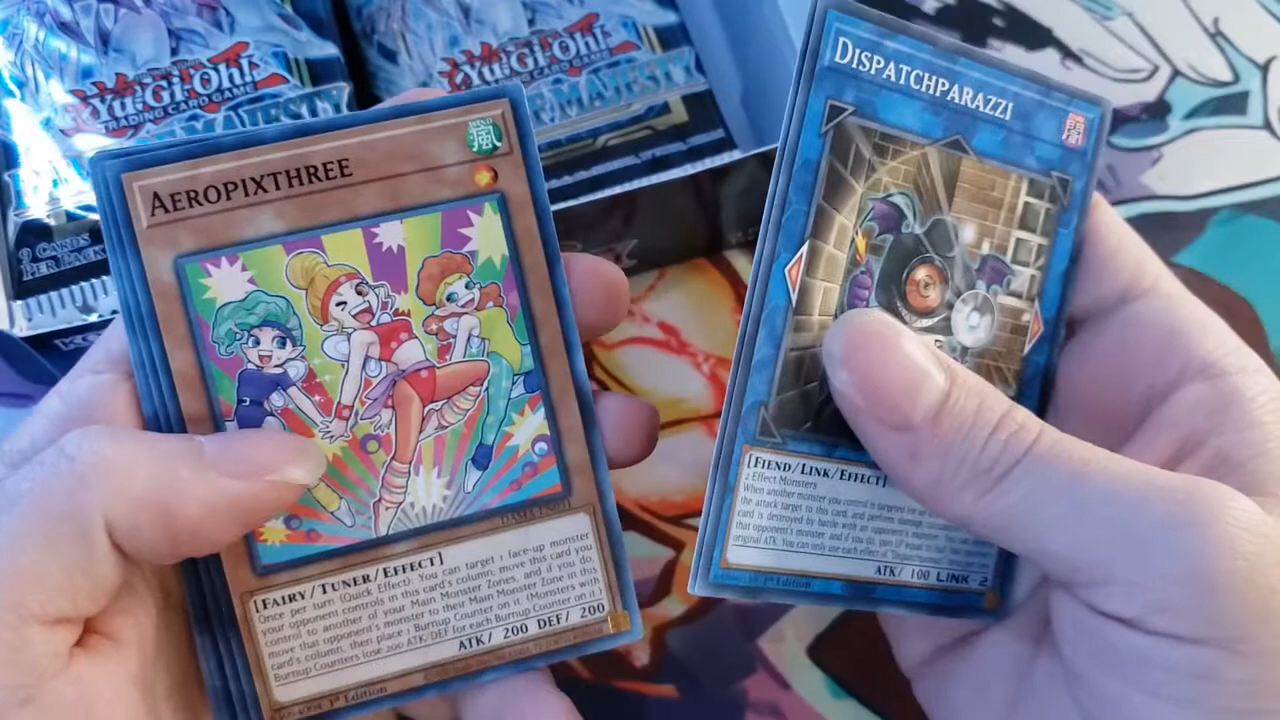 Yu-Gi-Oh!
TRADING CARD GAME
MAJESTY
9 CARDS
PER PACK
Yu-Gi-Oh!
TRADING CARD GAME
MAJESTY
AEROPIXTHREE
WIND
風
[FAIRY/TUNER/EFFECT]
Once per turn (Quick Effect): You can target 1 face-up monster
your opponent controls in this card's column; move this card you
control to another of your Main Monster Zones, and if you do,
move that opponent's monster to their Main Monster Zone in this
card's column, then place 1 Burnup Counter on it. (Monsters with
Burnup Counters lose 200 ATK/DEF for each Burnup Counter on it.)
ATK/ 200 DEF/ 200
1st Edition
DISPATCHPARAZZI
闇
[FIEND/LINK/EFFECT]
2 Effect Monsters
When another monster you control is targeted for
the attack target to this card, and perform damage
card is destroyed by battle with an opponent's monster:
that opponent's monster, and if you do, gain LP equal to
original ATK. You can only use each effect of
ATK/ 100 LINK-2
1st Edition